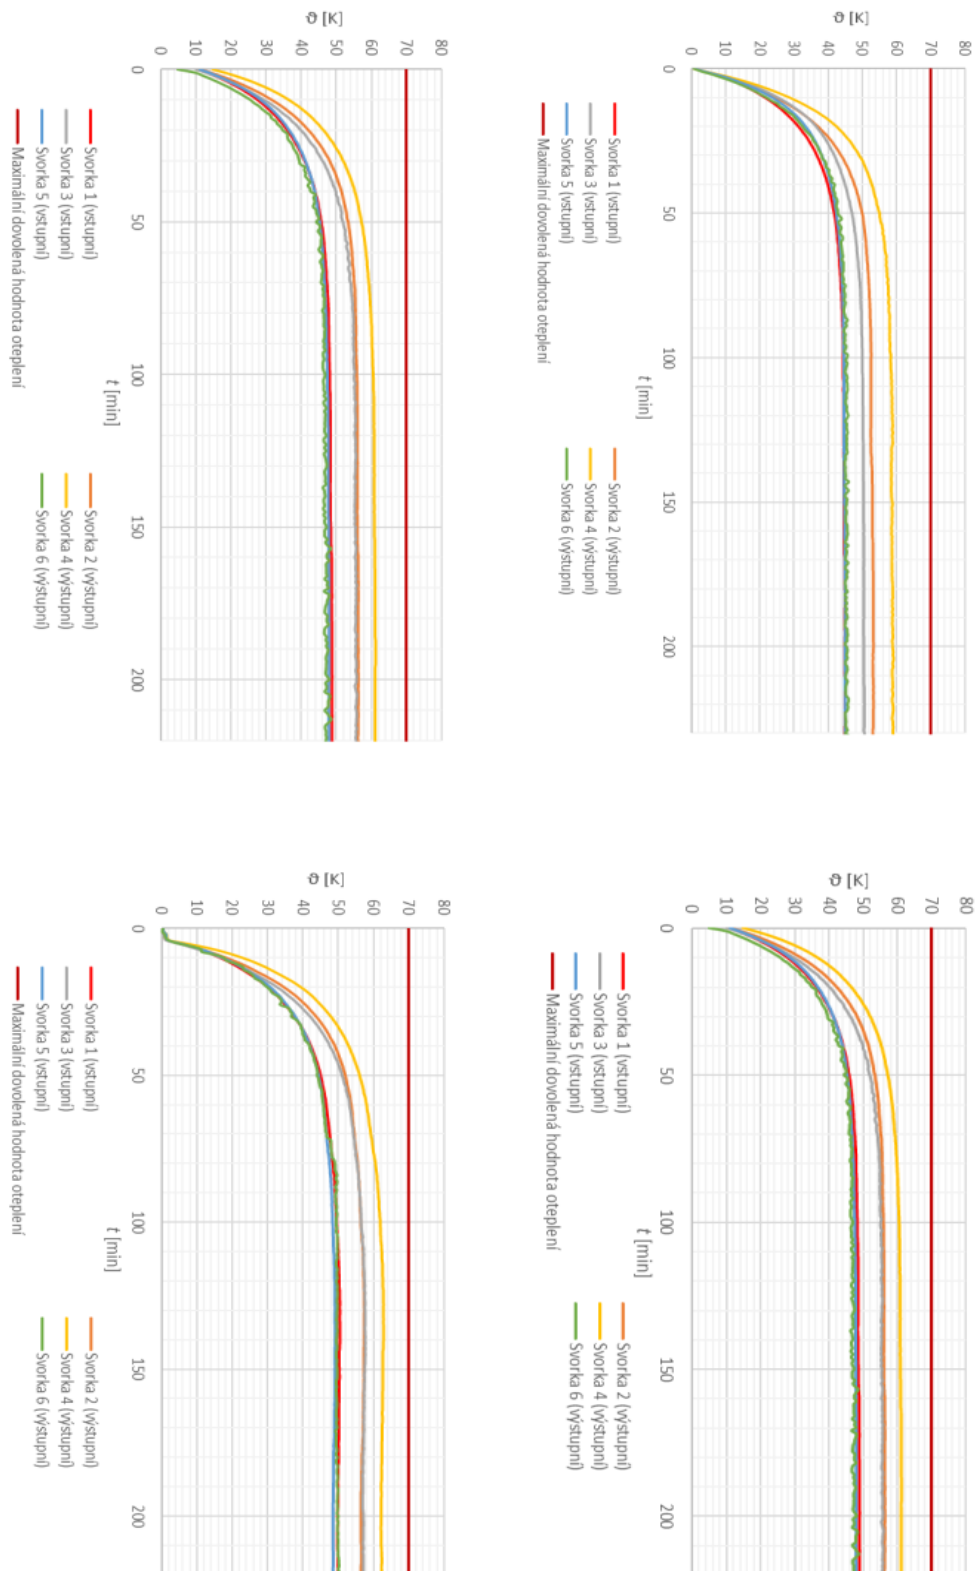 80
70
60
50
40
30
20
10
0
ϑ [K]
0 50 100 150 200
t [min]
Svorka 1 (vstupní) Svorka 2 (výstupní)
Svorka 3 (vstupní) Svorka 4 (výstupní)
Svorka 5 (vstupní) Svorka 6 (výstupní)
Maximální dovolená hodnota oteplení
80
70
60
50
40
30
20
10
0
ϑ [K]
0 50 100 150 200
t [min]
Svorka 1 (vstupní) Svorka 2 (výstupní)
Svorka 3 (vstupní) Svorka 4 (výstupní)
Svorka 5 (vstupní) Svorka 6 (výstupní)
Maximální dovolená hodnota oteplení
80
70
60
50
40
30
20
10
0
ϑ [K]
0 50 100 150 200
t [min]
Svorka 1 (vstupní) Svorka 2 (výstupní)
Svorka 3 (vstupní) Svorka 4 (výstupní)
Svorka 5 (vstupní) Svorka 6 (výstupní)
Maximální dovolená hodnota oteplení
80
70
60
50
40
30
20
10
0
ϑ [K]
0 50 100 150 200
t [min]
Svorka 1 (vstupní) Svorka 2 (výstupní)
Svorka 3 (vstupní) Svorka 4 (výstupní)
Svorka 5 (vstupní) Svorka 6 (výstupní)
Maximální dovolená hodnota oteplení